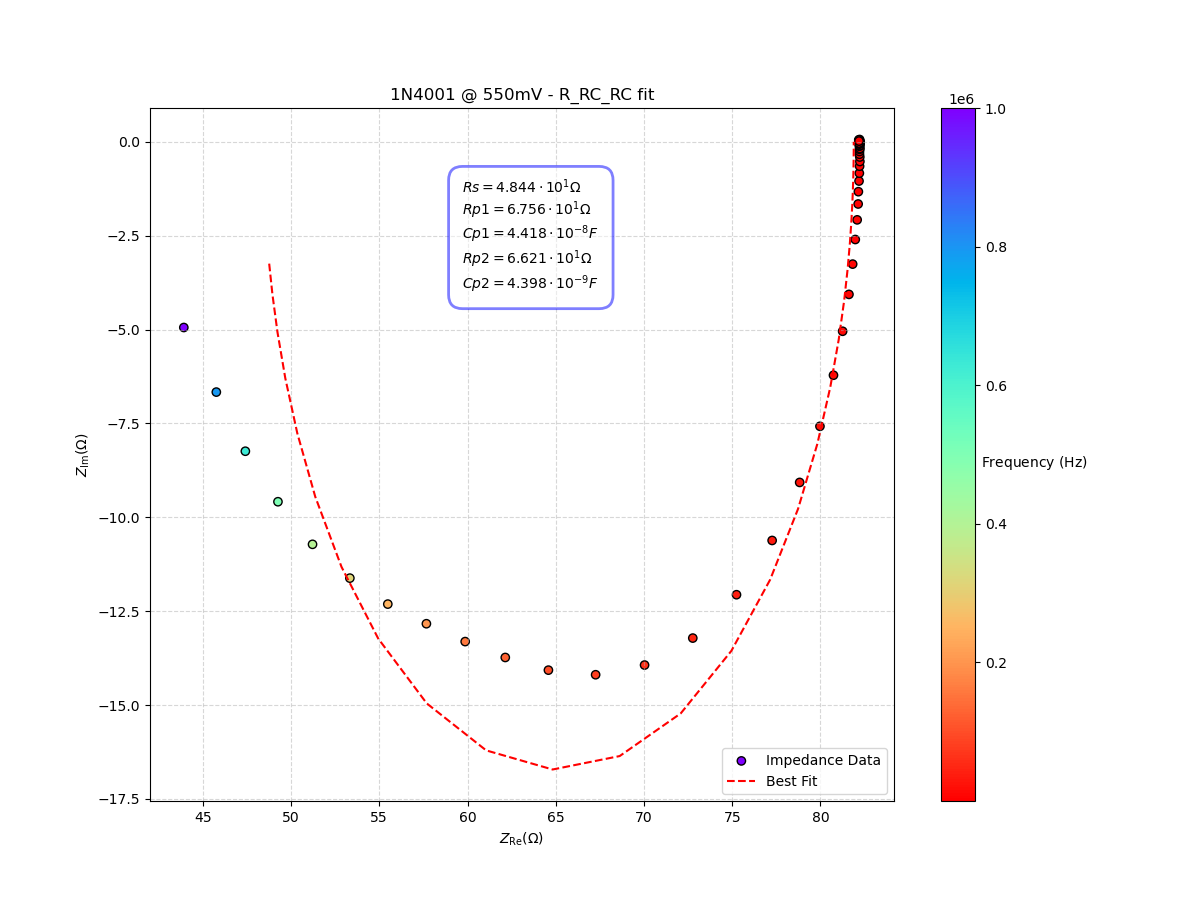 1N4001 @ 550mV - R_RC_RC fit
1e6
0.0
−2.5
−5.0
−7.5
−10.0
−12.5
−15.0
−17.5
Z_Im(Ω)
Rs = 4.844 · 10^1Ω
Rp1 = 6.756 · 10^1Ω
Cp1 = 4.418 · 10^−8F
Rp2 = 6.621 · 10^1Ω
Cp2 = 4.398 · 10^−9F
Impedance Data
Best Fit
45
50
55
60
65
70
75
80
Z_Re(Ω)
1.0
0.8
0.6
0.4
0.2
Frequency (Hz)